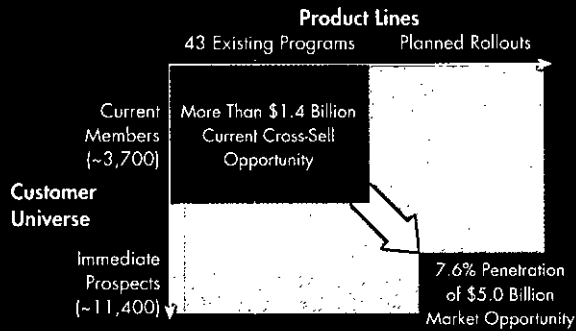 Product Lines
43 Existing Programs
Planned Rollouts
Current
Members
(~3,700)
More Than $1.4 Billion
Current Cross-Sell
Opportunity
Customer
Universe
Immediate
Prospects
(~11,400)
7.6% Penetration
of $5.0 Billion
Market Opportunity